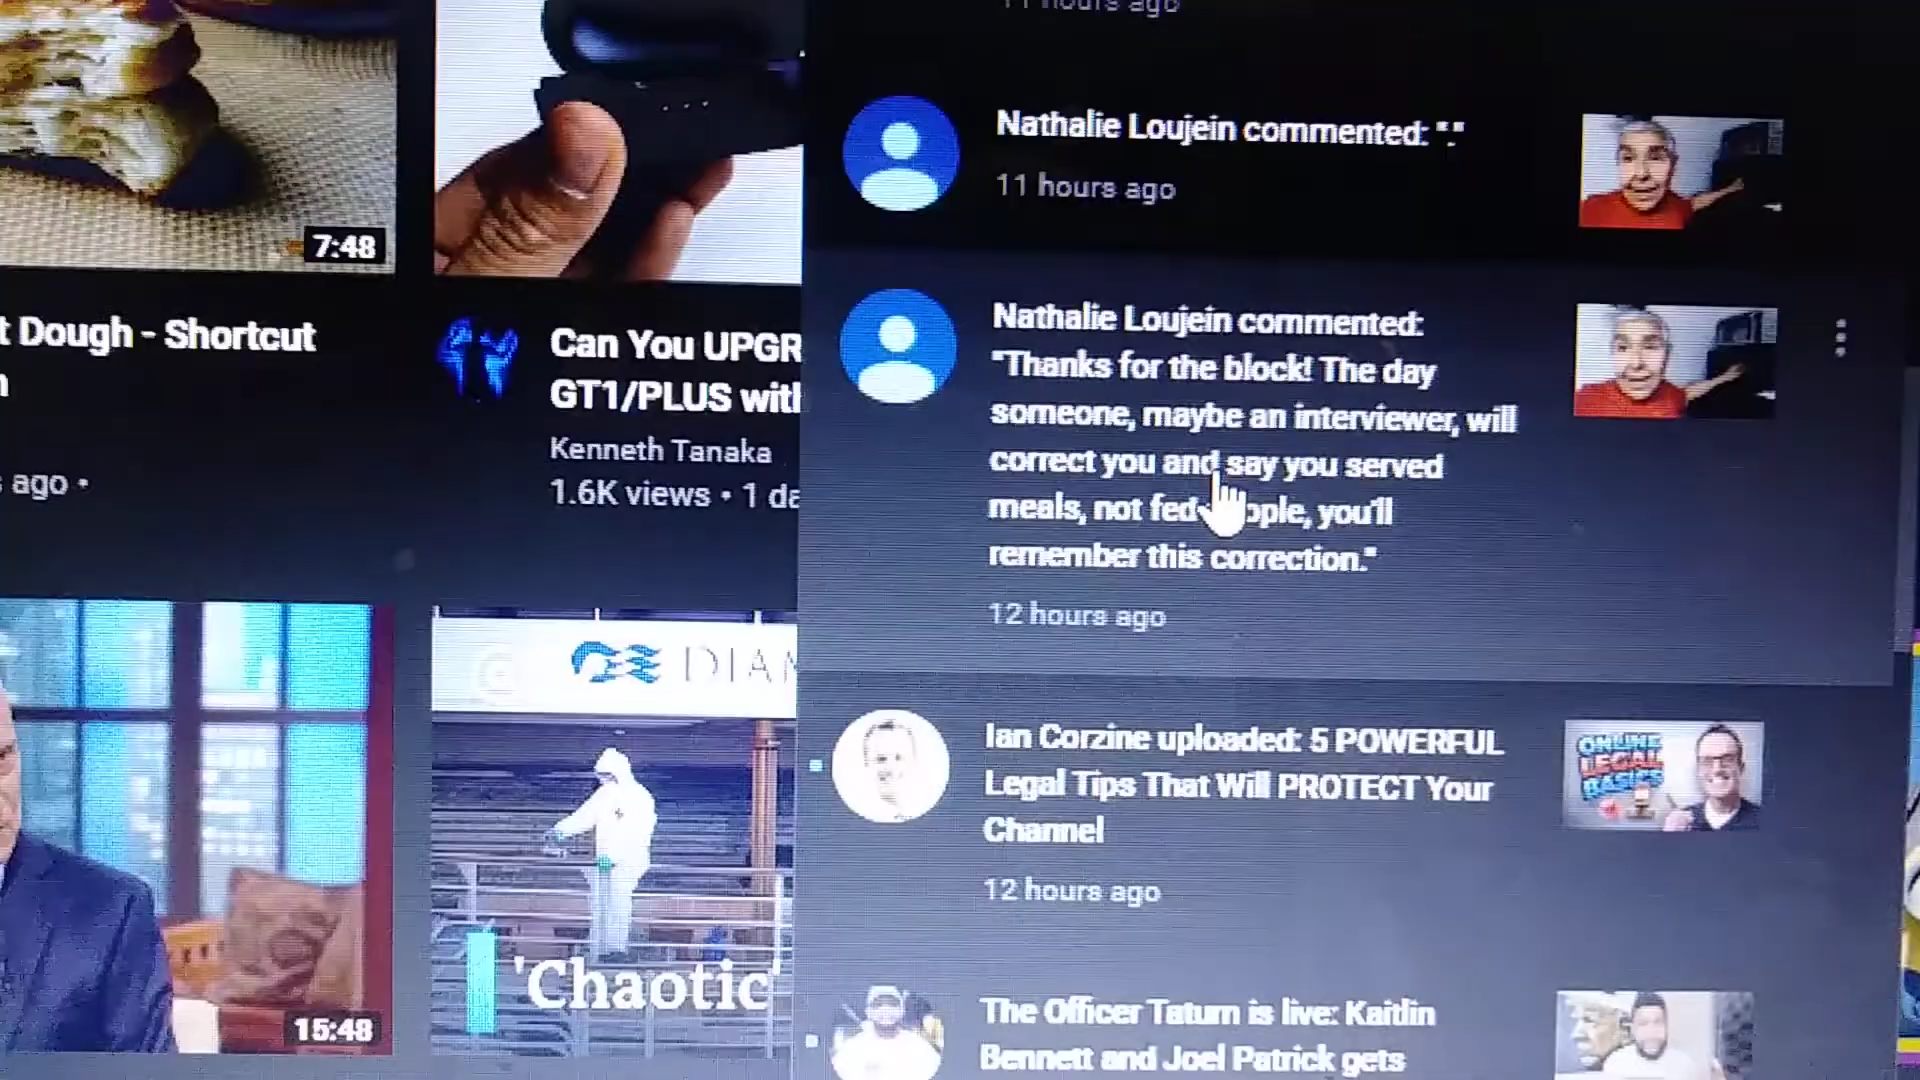 11 hours ago
Nathalie Loujein commented: "."
11 hours ago
7:48
t Dough - Shortcut
Can You UPGR
GT1/PLUS with
Kenneth Tanaka
1.6K views • 1 da
ago •
Nathalie Loujein commented:
"Thanks for the block! The day
someone, maybe an interviewer, will
correct you and say you served
meals, not fed people, you'll
remember this correction."
12 hours ago
DIAM
'Chaotic'
15:48
Ian Corzine uploaded: 5 POWERFUL
Legal Tips That Will PROTECT Your
Channel
12 hours ago
ONLINE
LEGAL
BASICS
The Officer Tatum is live: Kaitlin
Bennett and Joel Patrick gets